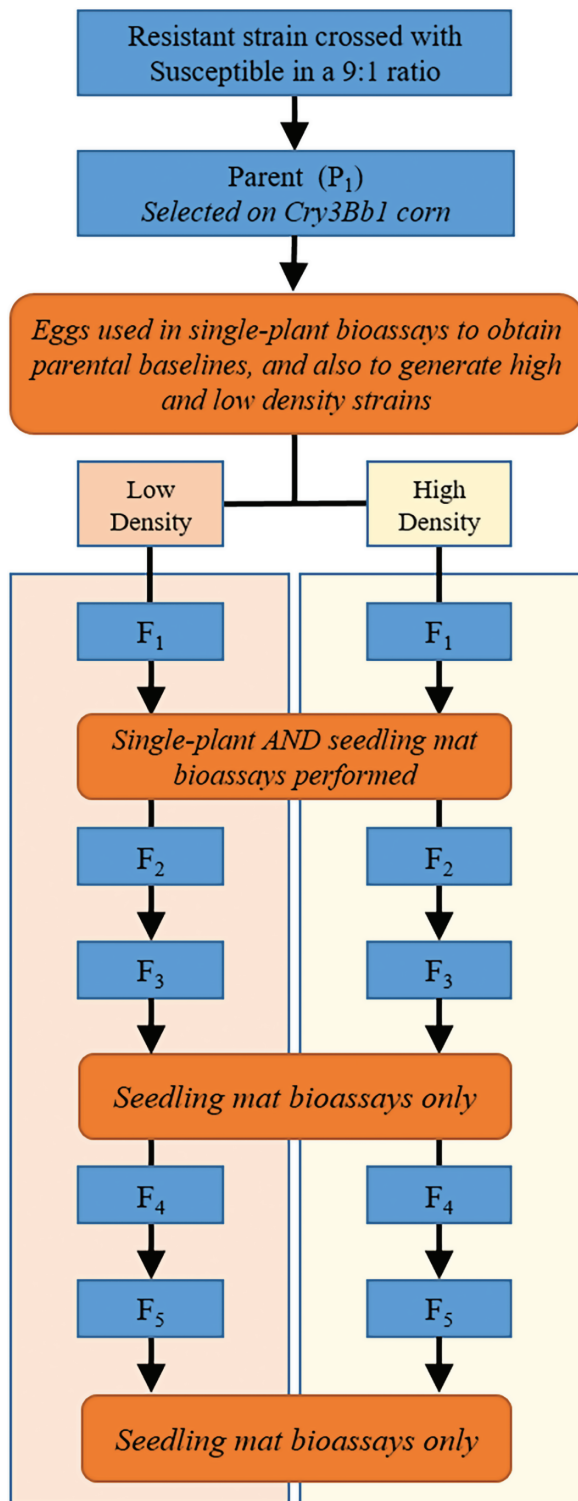 Resistant strain crossed with
Susceptible in a 9:1 ratio
Parent (P₁)
Selected on Cry3Bb1 corn
Eggs used in single-plant bioassays to obtain
parental baselines, and also to generate high
and low density strains
Low
Density
High
Density
F₁
F₁
Single-plant AND seedling mat
bioassays performed
F₂
F₂
F₃
F₃
Seedling mat bioassays only
F₄
F₄
F₅
F₅
Seedling mat bioassays only